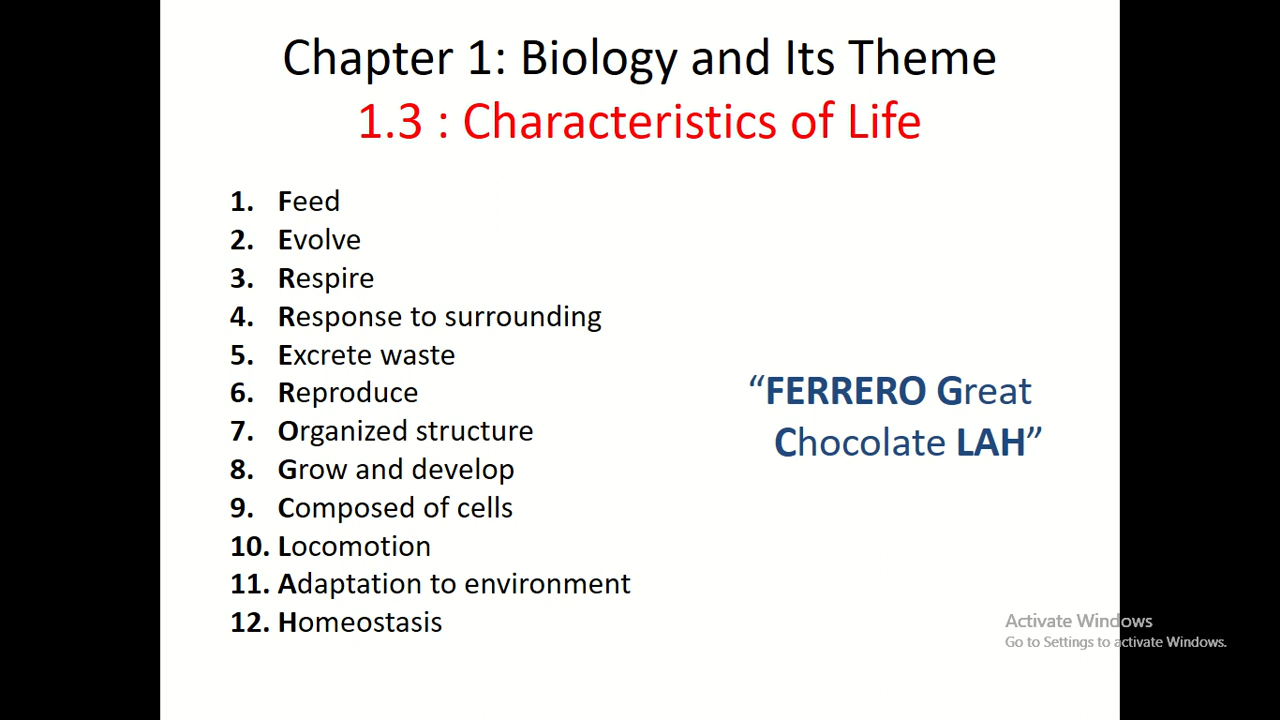 Chapter 1: Biology and Its Theme
1.3 : Characteristics of Life
1. Feed
2. Evolve
3. Respire
4. Response to surrounding
5. Excrete waste
6. Reproduce
7. Organized structure
8. Grow and develop
9. Composed of cells
10. Locomotion
11. Adaptation to environment
12. Homeostasis
“FERRERO Great
Chocolate LAH”
Activate Windows
Go to Settings to activate Windows.